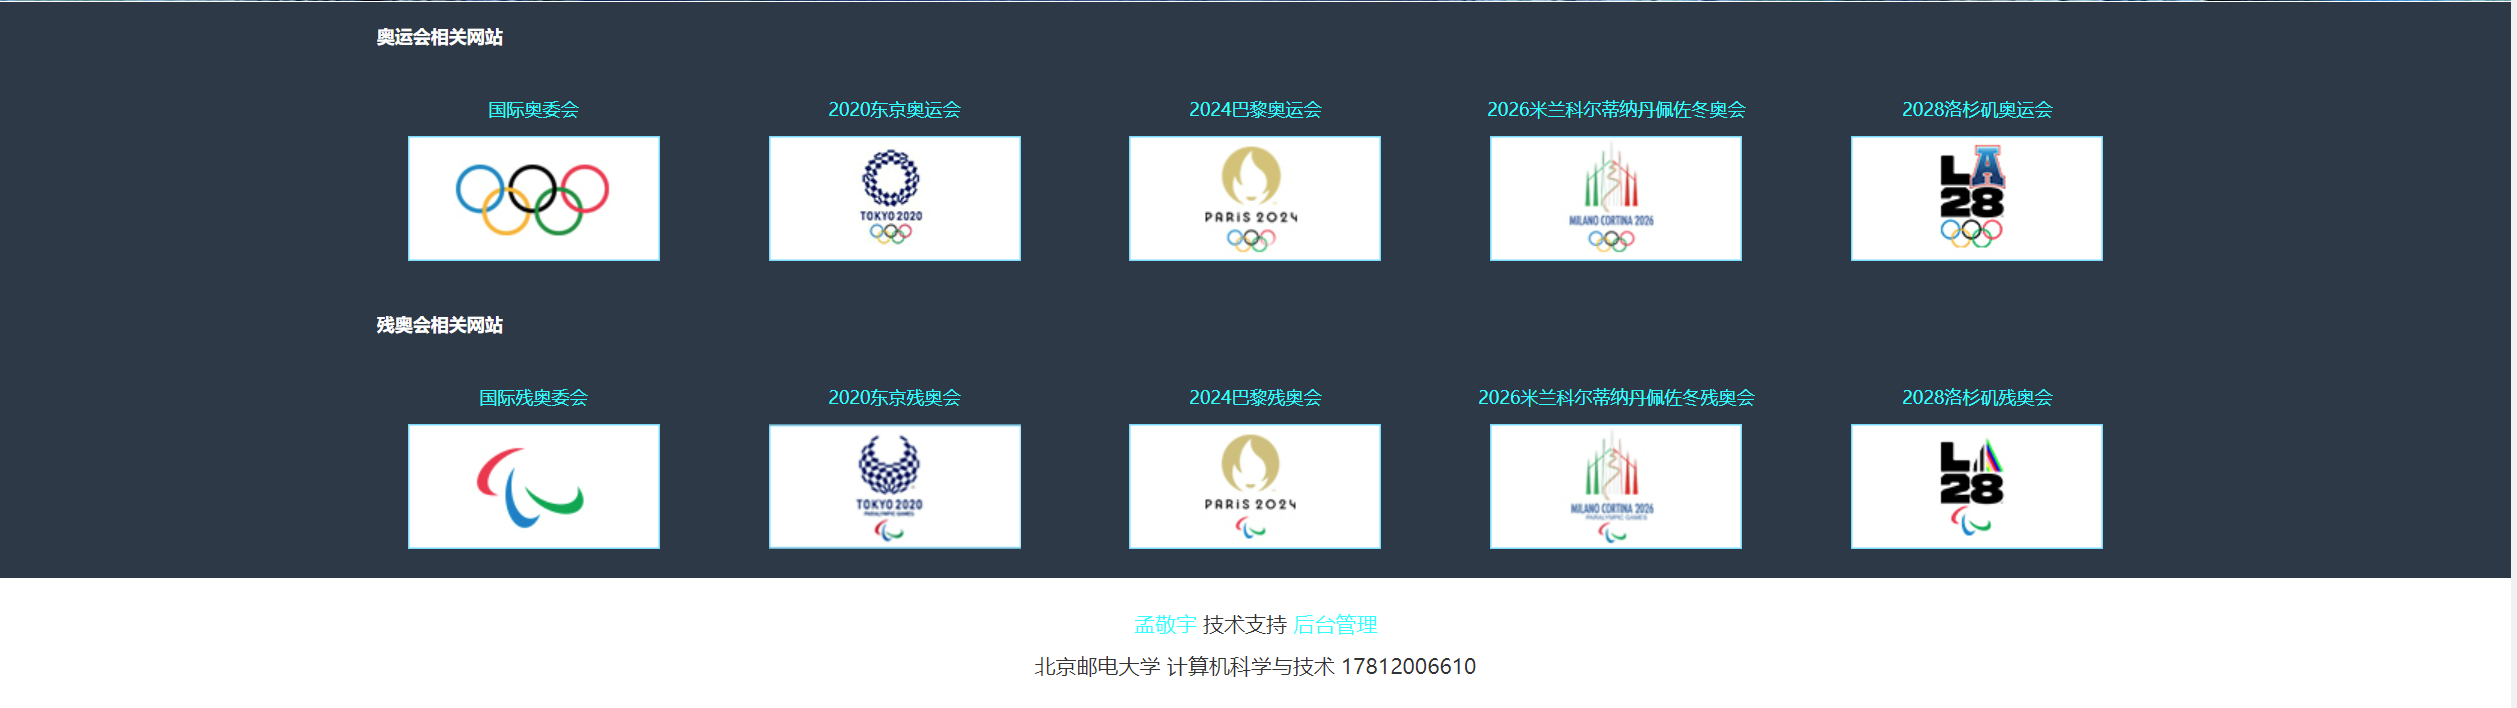 奥运会相关网站
国际奥委会 2020东京奥运会 2024巴黎奥运会 2026米兰科尔蒂纳丹佩佐冬奥会 2028洛杉矶奥运会
TOKYO 2020
PARIS 2024
MILANO CORTINA 2026
LA
28
残奥会相关网站
国际残奥委会 2020东京残奥会 2024巴黎残奥会 2026米兰科尔蒂纳丹佩佐冬残奥会 2028洛杉矶残奥会
TOKYO 2020
PARALYMPIC GAMES
PARIS 2024
MILANO CORTINA 2026
PARALYMPIC GAMES
LA
28
孟敬宇 技术支持 后台管理
北京邮电大学 计算机科学与技术 17812006610